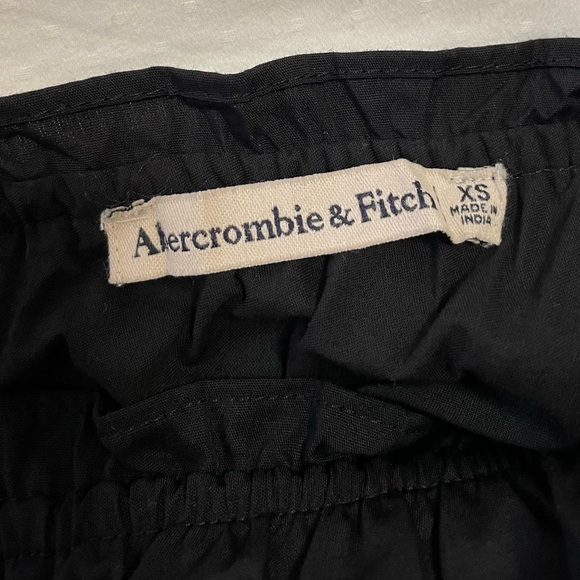 Abercrombie & Fitch
XS
MADE IN
INDIA